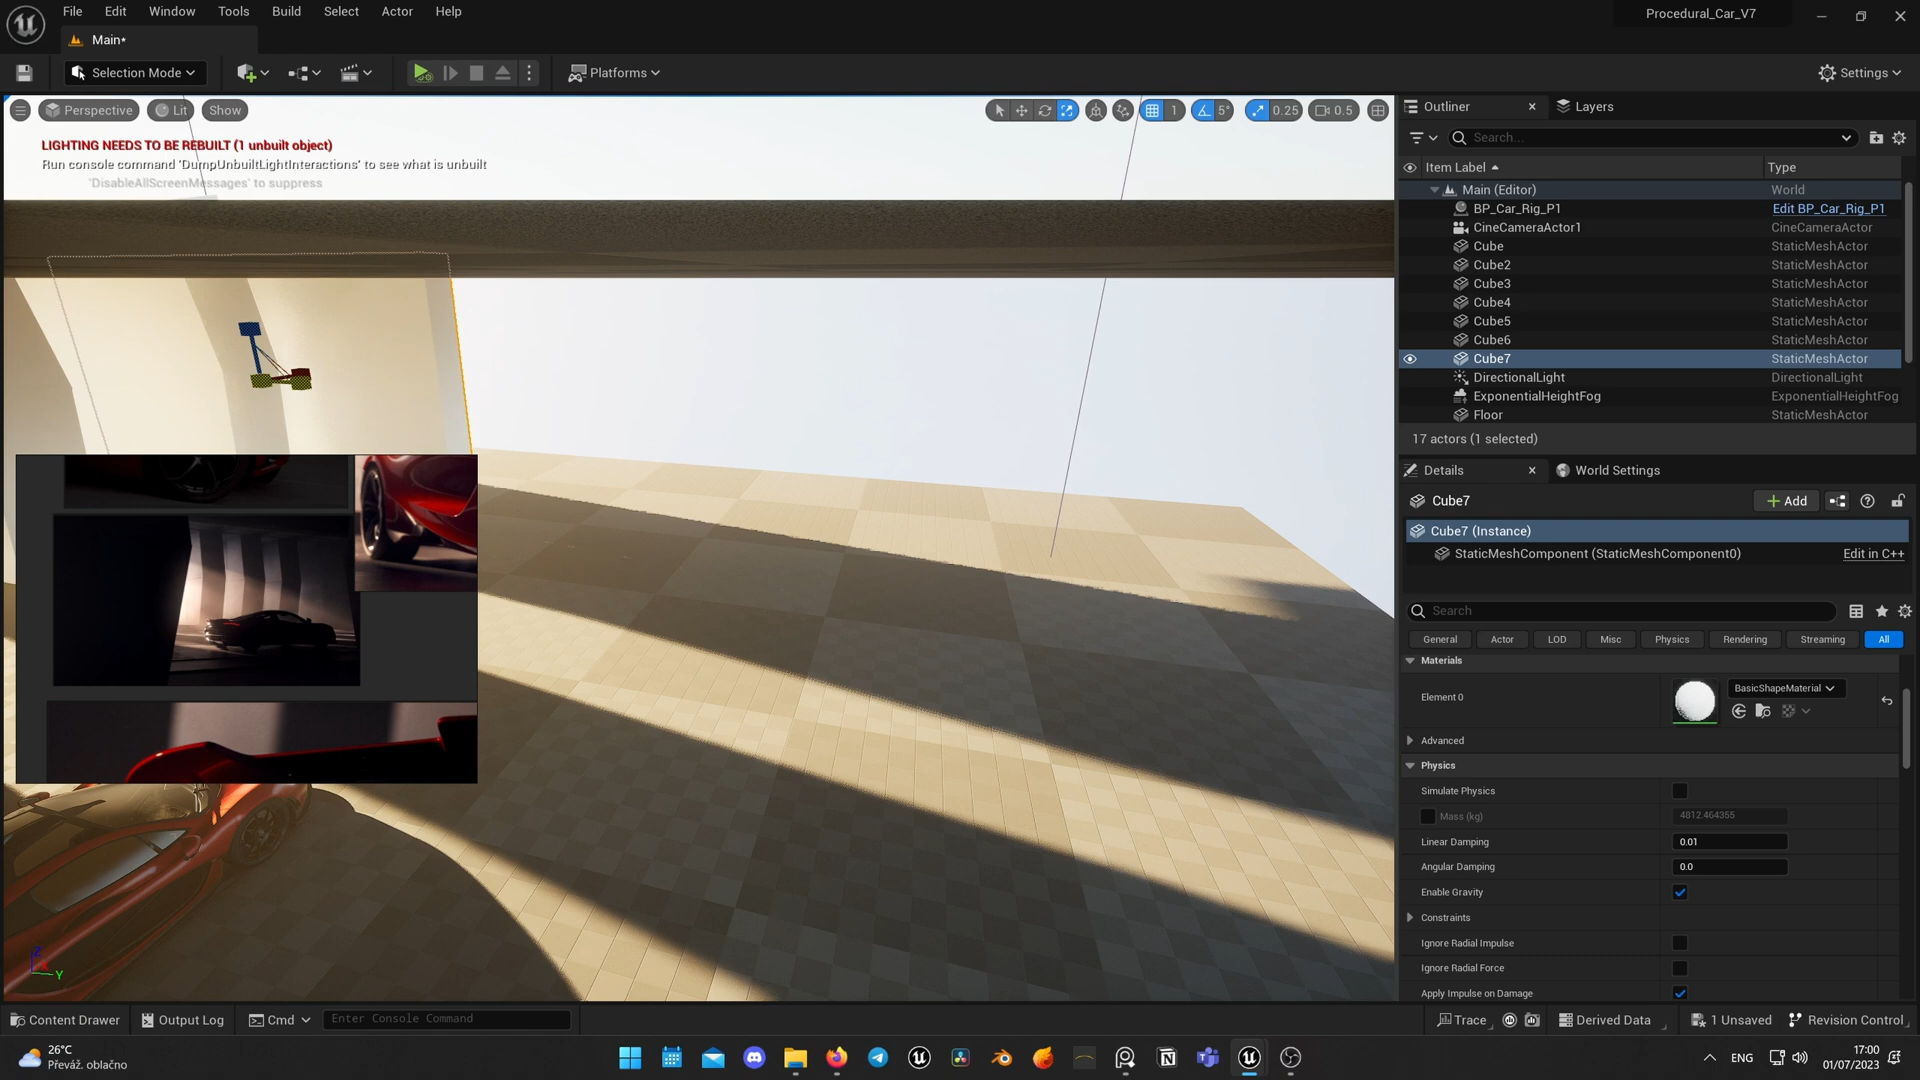 File Edit Window Tools Build Select Actor Help
Procedural_Car_V7
Main*
Selection Mode
Platforms
Settings
Perspective Lit Show
1 5° 0.25 0.5
LIGHTING NEEDS TO BE REBUILT (1 unbuilt object)
Run console command 'DumpUnbuiltLightInteractions' to see what is unbuilt
'DisableAllScreenMessages' to suppress
Outliner Layers
Search...
Item Label Type
Main (Editor) World
BP_Car_Rig_P1 Edit BP_Car_Rig_P1
CineCameraActor1 CineCameraActor
Cube StaticMeshActor
Cube2 StaticMeshActor
Cube3 StaticMeshActor
Cube4 StaticMeshActor
Cube5 StaticMeshActor
Cube6 StaticMeshActor
Cube7 StaticMeshActor
DirectionalLight DirectionalLight
ExponentialHeightFog ExponentialHeightFog
Floor StaticMeshActor
17 actors (1 selected)
Details World Settings
Cube7 Add
Cube7 (Instance)
StaticMeshComponent (StaticMeshComponent0) Edit in C++
Search
General Actor LOD Misc Physics Rendering Streaming All
Materials
Element 0 BasicShapeMaterial
Advanced
Physics
Simulate Physics
Mass (kg) 4812.464355
Linear Damping 0.01
Angular Damping 0.0
Enable Gravity
Constraints
Ignore Radial Impulse
Ignore Radial Force
Apply Impulse on Damage
Z
Y
Content Drawer Output Log Cmd Enter Console Command
Trace Derived Data 1 Unsaved Revision Control
26°C
Převáž. oblačno
ENG
17:00
01/07/2023